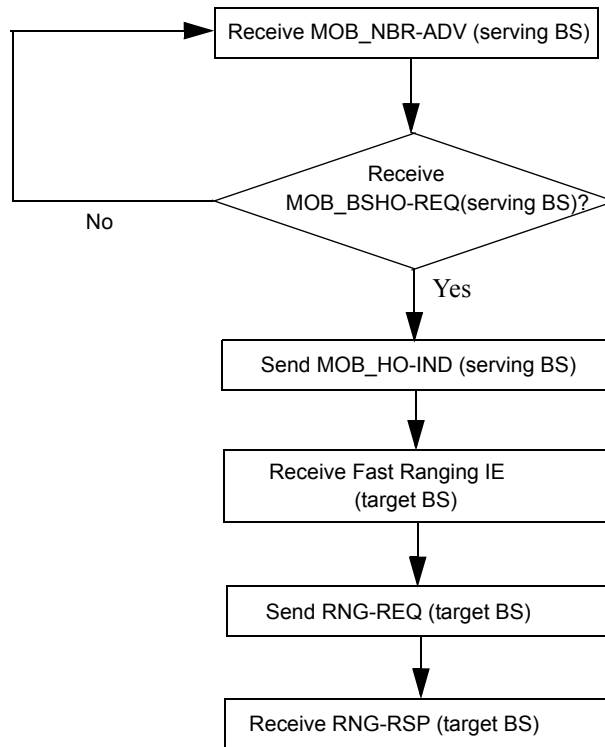 Receive MOB_NBR-ADV (serving BS)
Receive
MOB_BSHO-REQ(serving BS)?
No
Yes
Send MOB_HO-IND (serving BS)
Receive Fast Ranging IE
(target BS)
Send RNG-REQ (target BS)
Receive RNG-RSP (target BS)